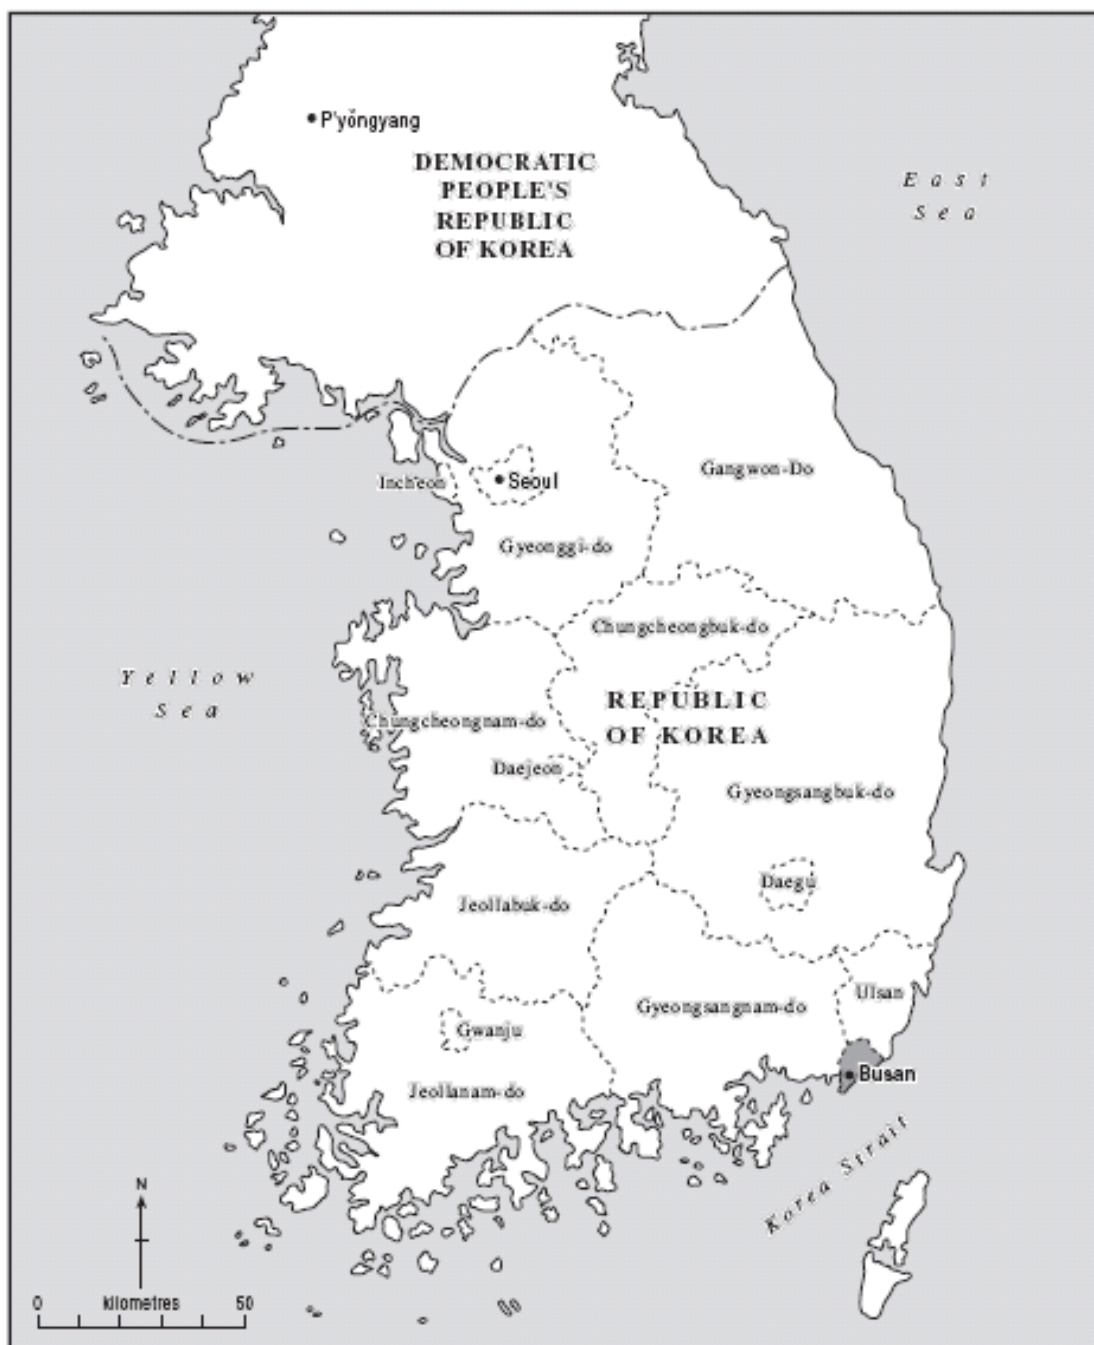 P'yŏngyang
DEMOCRATIC
PEOPLE'S
REPUBLIC
OF KOREA
East
Sea
Gangwon-Do
Incheon
Seoul
Gyeonggi-do
Chungcheongbuk-do
Yellow
Sea
REPUBLIC
OF KOREA
Chungcheongnam-do
Daejeon
Gyeongsangbuk-do
Daegu
Jeollabuk-do
Ulsan
Gyeongsangnam-do
Gwanju
Busan
Jeollanam-do
Korea Strait
N
0 kilometres 50